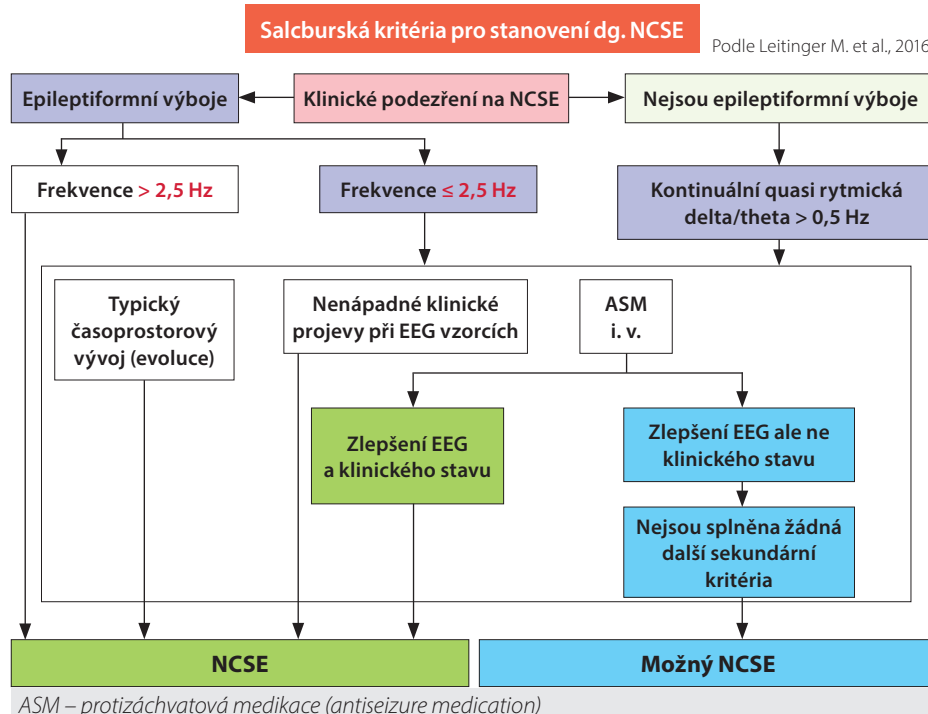 Salcburská kritéria pro stanovení dg. NCSE
Podle Leitinger M. et al., 2016
Epileptiformní výboje
Klinické podezření na NCSE
Nejsou epileptiformní výboje
Frekvence > 2,5 Hz
Frekvence ≤ 2,5 Hz
Kontinuální quasi rytmická
delta/theta > 0,5 Hz
Typický
časoprostorový
vývoj (evoluce)
Nenápadné klinické
projevy při EEG vzorcích
ASM
i. v.
Zlepšení EEG
a klinického stavu
Zlepšení EEG ale ne
klinického stavu
Nejsou splněna žádná
další sekundární
kritéria
NCSE
Možný NCSE
ASM – protizáchvatová medikace (antiseizure medication)